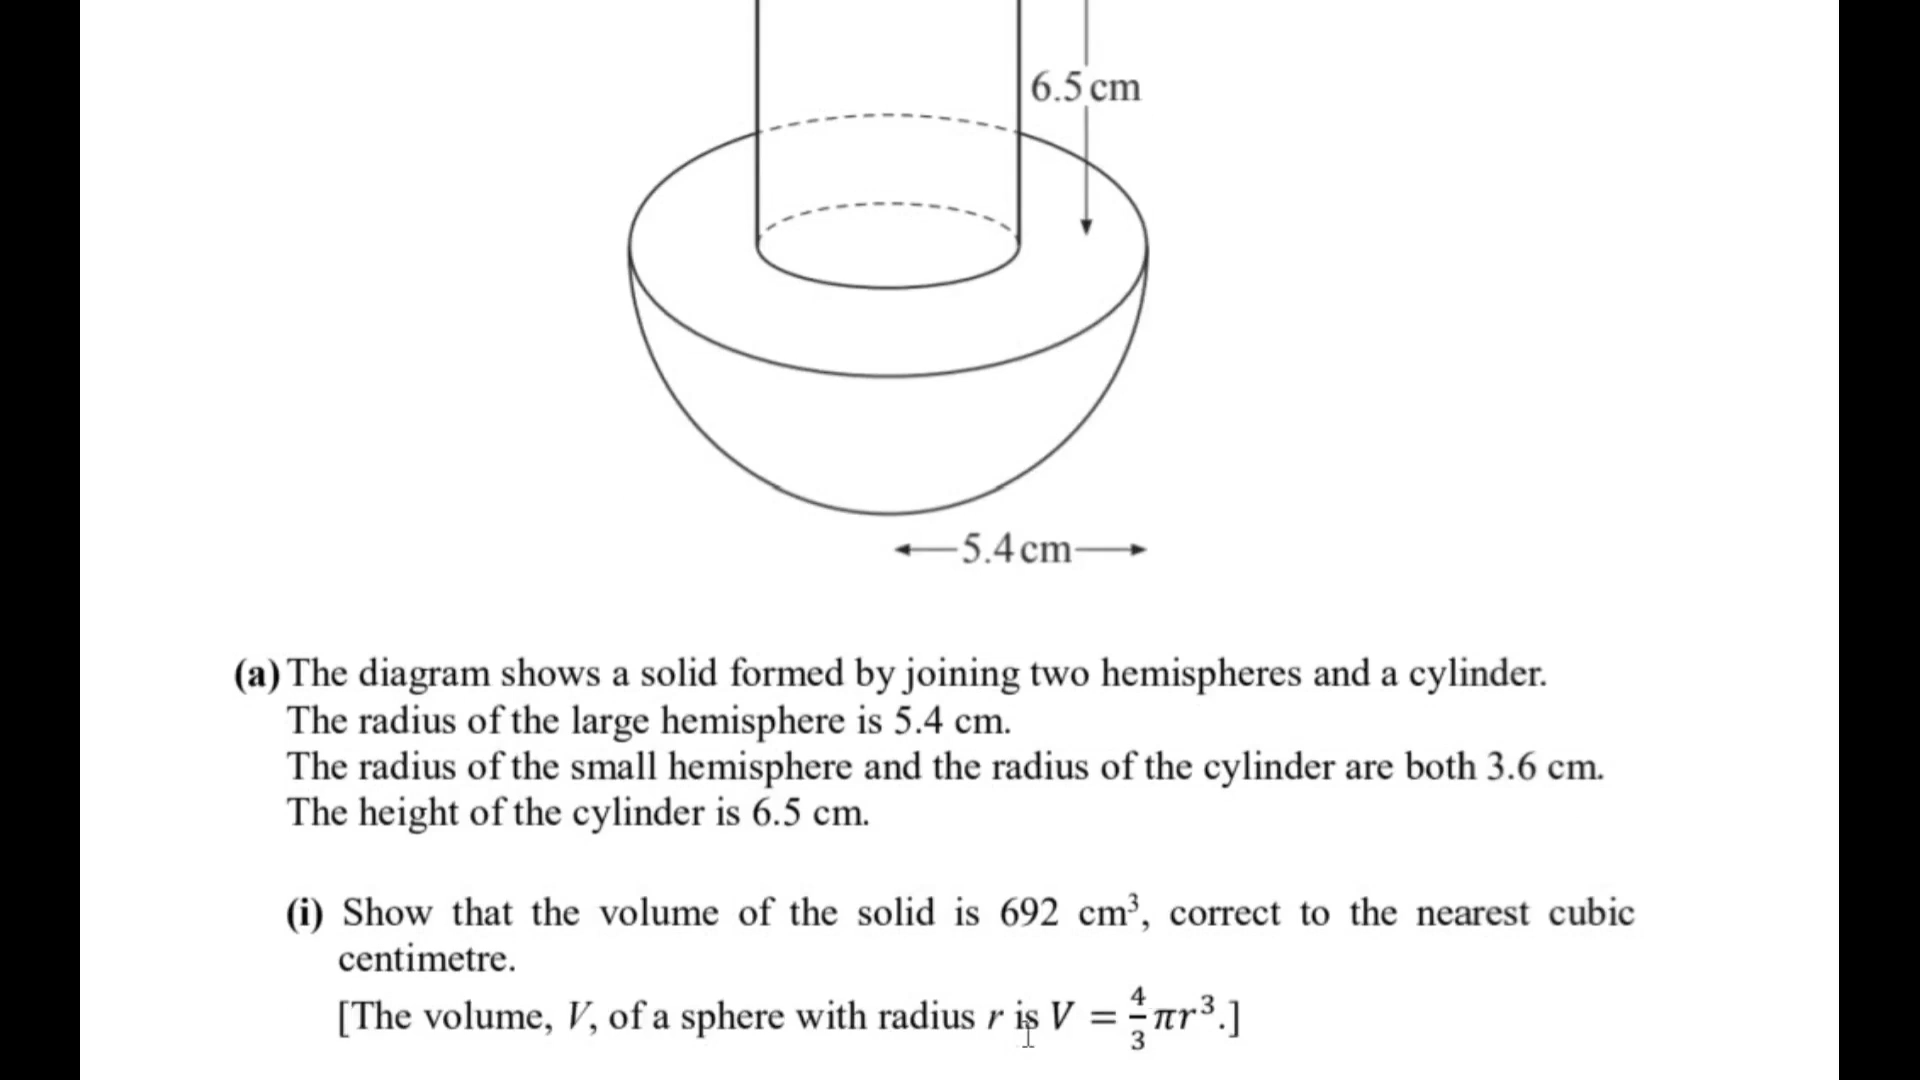 6.5 cm
5.4 cm
(a) The diagram shows a solid formed by joining two hemispheres and a cylinder.
The radius of the large hemisphere is 5.4 cm.
The radius of the small hemisphere and the radius of the cylinder are both 3.6 cm.
The height of the cylinder is 6.5 cm.
(i) Show that the volume of the solid is 692 cm³, correct to the nearest cubic
centimetre.
[The volume, V, of a sphere with radius r is V = 4/3 πr³.]